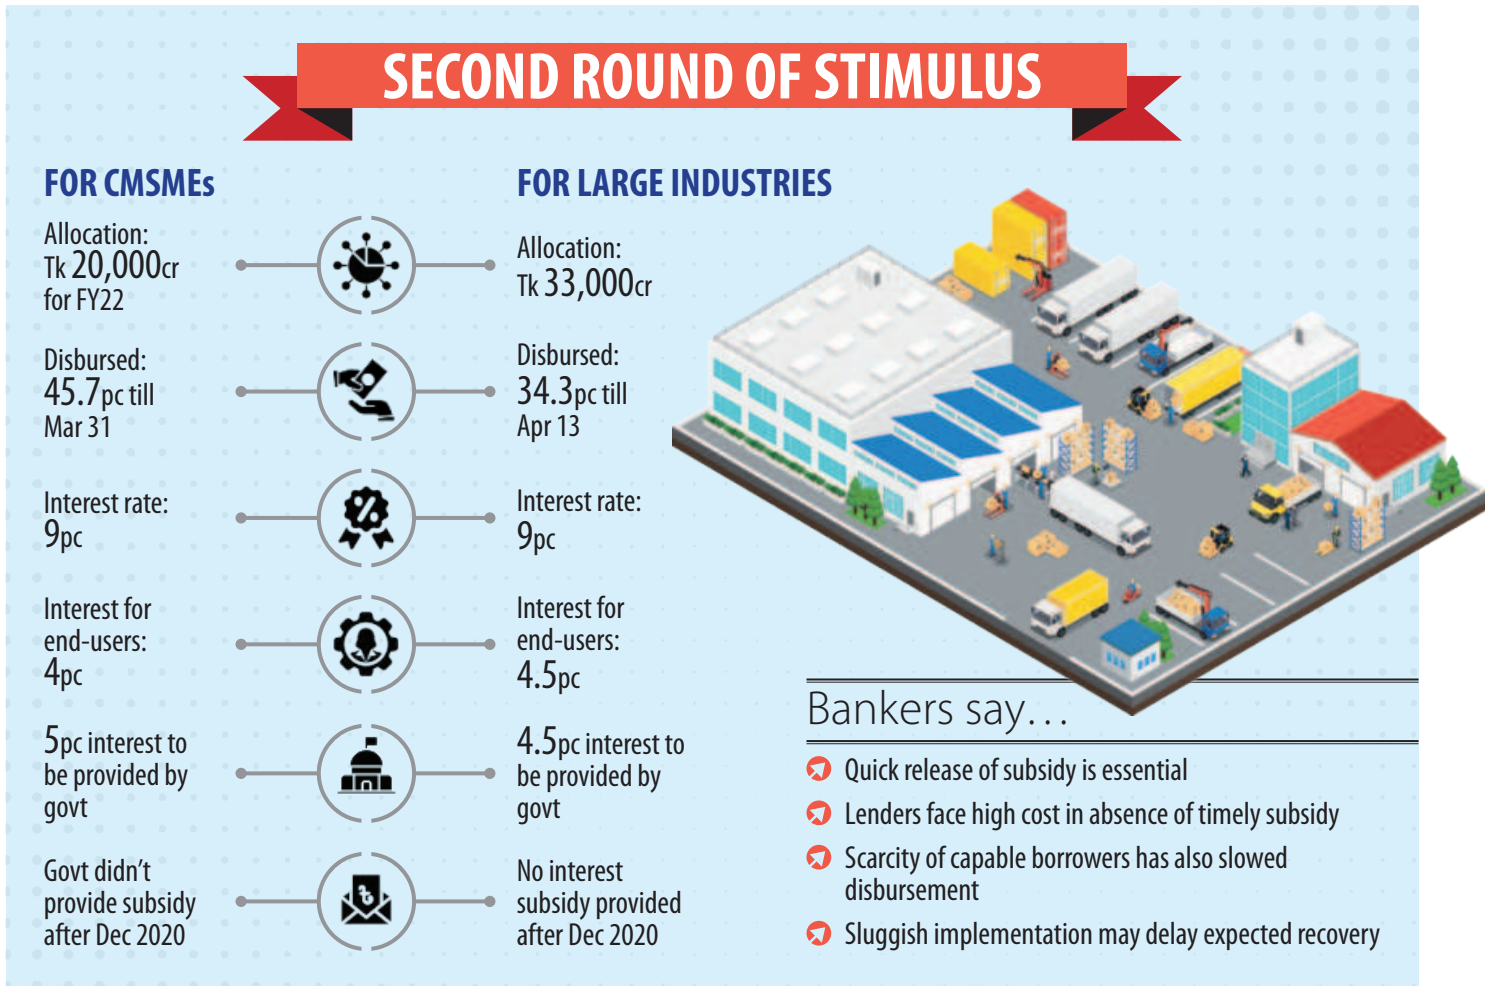 SECOND ROUND OF STIMULUS
FOR CMSMEs
Allocation:
Tk 20,000cr
for FY22
Disbursed:
45.7pc till
Mar 31
Interest rate:
9pc
Interest for
end-users:
4pc
5pc interest to
be provided by
govt
Govt didn't
provide subsidy
after Dec 2020
FOR LARGE INDUSTRIES
Allocation:
Tk 33,000cr
Disbursed:
34.3pc till
Apr 13
Interest rate:
9pc
Interest for
end-users:
4.5pc
4.5pc interest to
be provided by
govt
No interest
subsidy provided
after Dec 2020
%
৳
Bankers say...
Quick release of subsidy is essential
Lenders face high cost in absence of timely subsidy
Scarcity of capable borrowers has also slowed
disbursement
Sluggish implementation may delay expected recovery